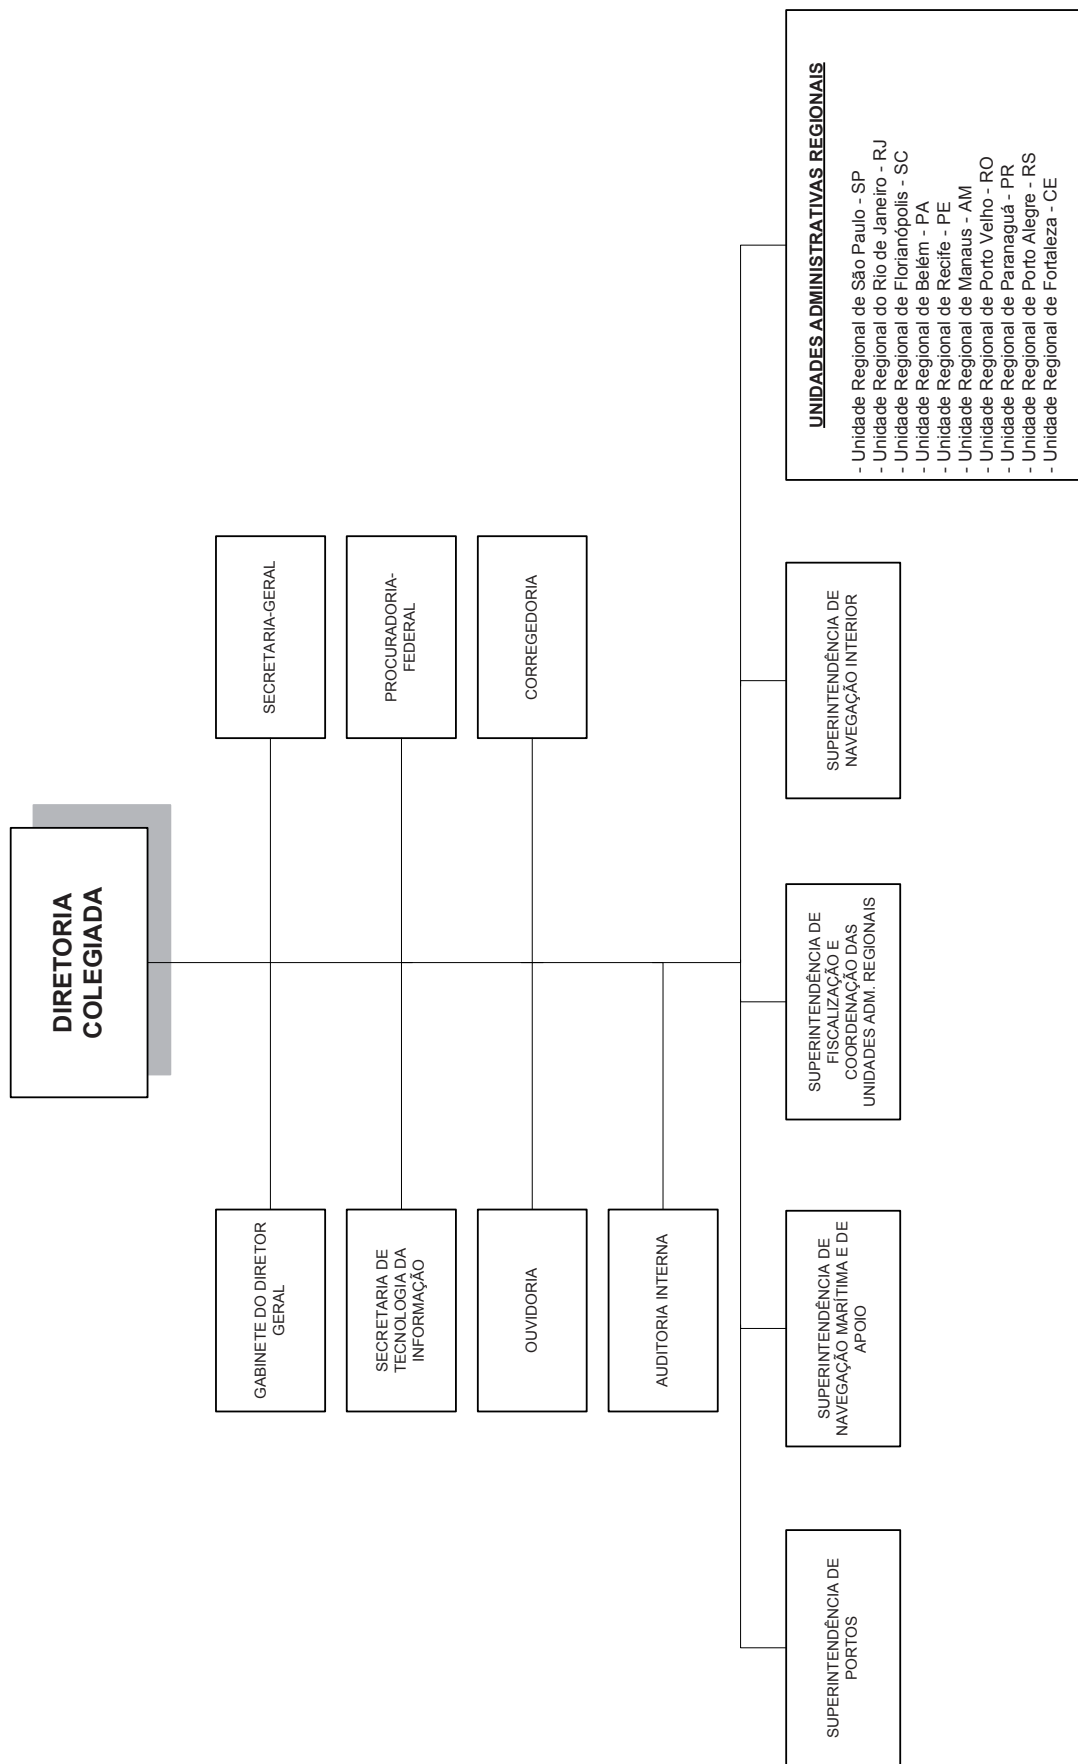 DIRETORIA
COLEGIADA
GABINETE DO DIRETOR
GERAL
SECRETARIA-GERAL
SECRETARIA DE
TECNOLOGIA DA
INFORMAÇÃO
PROCURADORIA-
FEDERAL
OUVIDORIA
CORREGEDORIA
AUDITORIA INTERNA
SUPERINTENDÊNCIA DE
PORTOS
SUPERINTENDÊNCIA DE
NAVEGAÇÃO MARÍTIMA E DE
APOIO
SUPERINTENDÊNCIA DE
FISCALIZAÇÃO E
COORDENAÇÃO DAS
UNIDADES ADM. REGIONAIS
SUPERINTENDÊNCIA DE
NAVEGAÇÃO INTERIOR
UNIDADES ADMINISTRATIVAS REGIONAIS
- Unidade Regional de São Paulo - SP
- Unidade Regional do Rio de Janeiro - RJ
- Unidade Regional de Florianópolis - SC
- Unidade Regional de Belém - PA
- Unidade Regional de Recife - PE
- Unidade Regional de Manaus - AM
- Unidade Regional de Porto Velho - RO
- Unidade Regional de Paranaguá - PR
- Unidade Regional de Porto Alegre - RS
- Unidade Regional de Fortaleza - CE